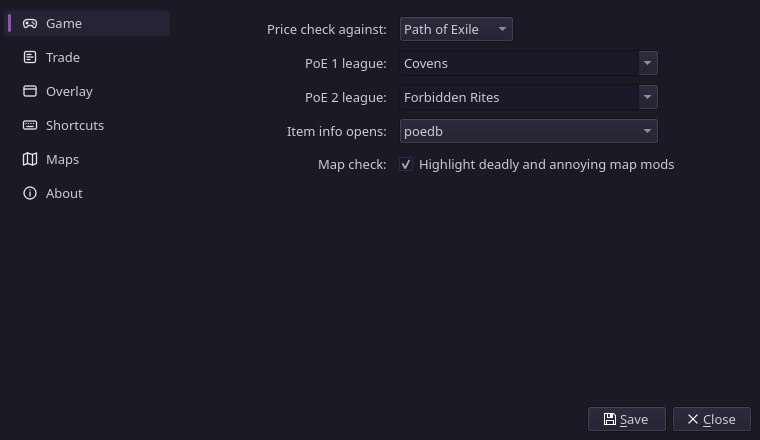 Game
Trade
Overlay
Shortcuts
Maps
About
Price check against: Path of Exile
PoE 1 league: Covens
PoE 2 league: Forbidden Rites
Item info opens: poedb
Map check: Highlight deadly and annoying map mods
Save
Close